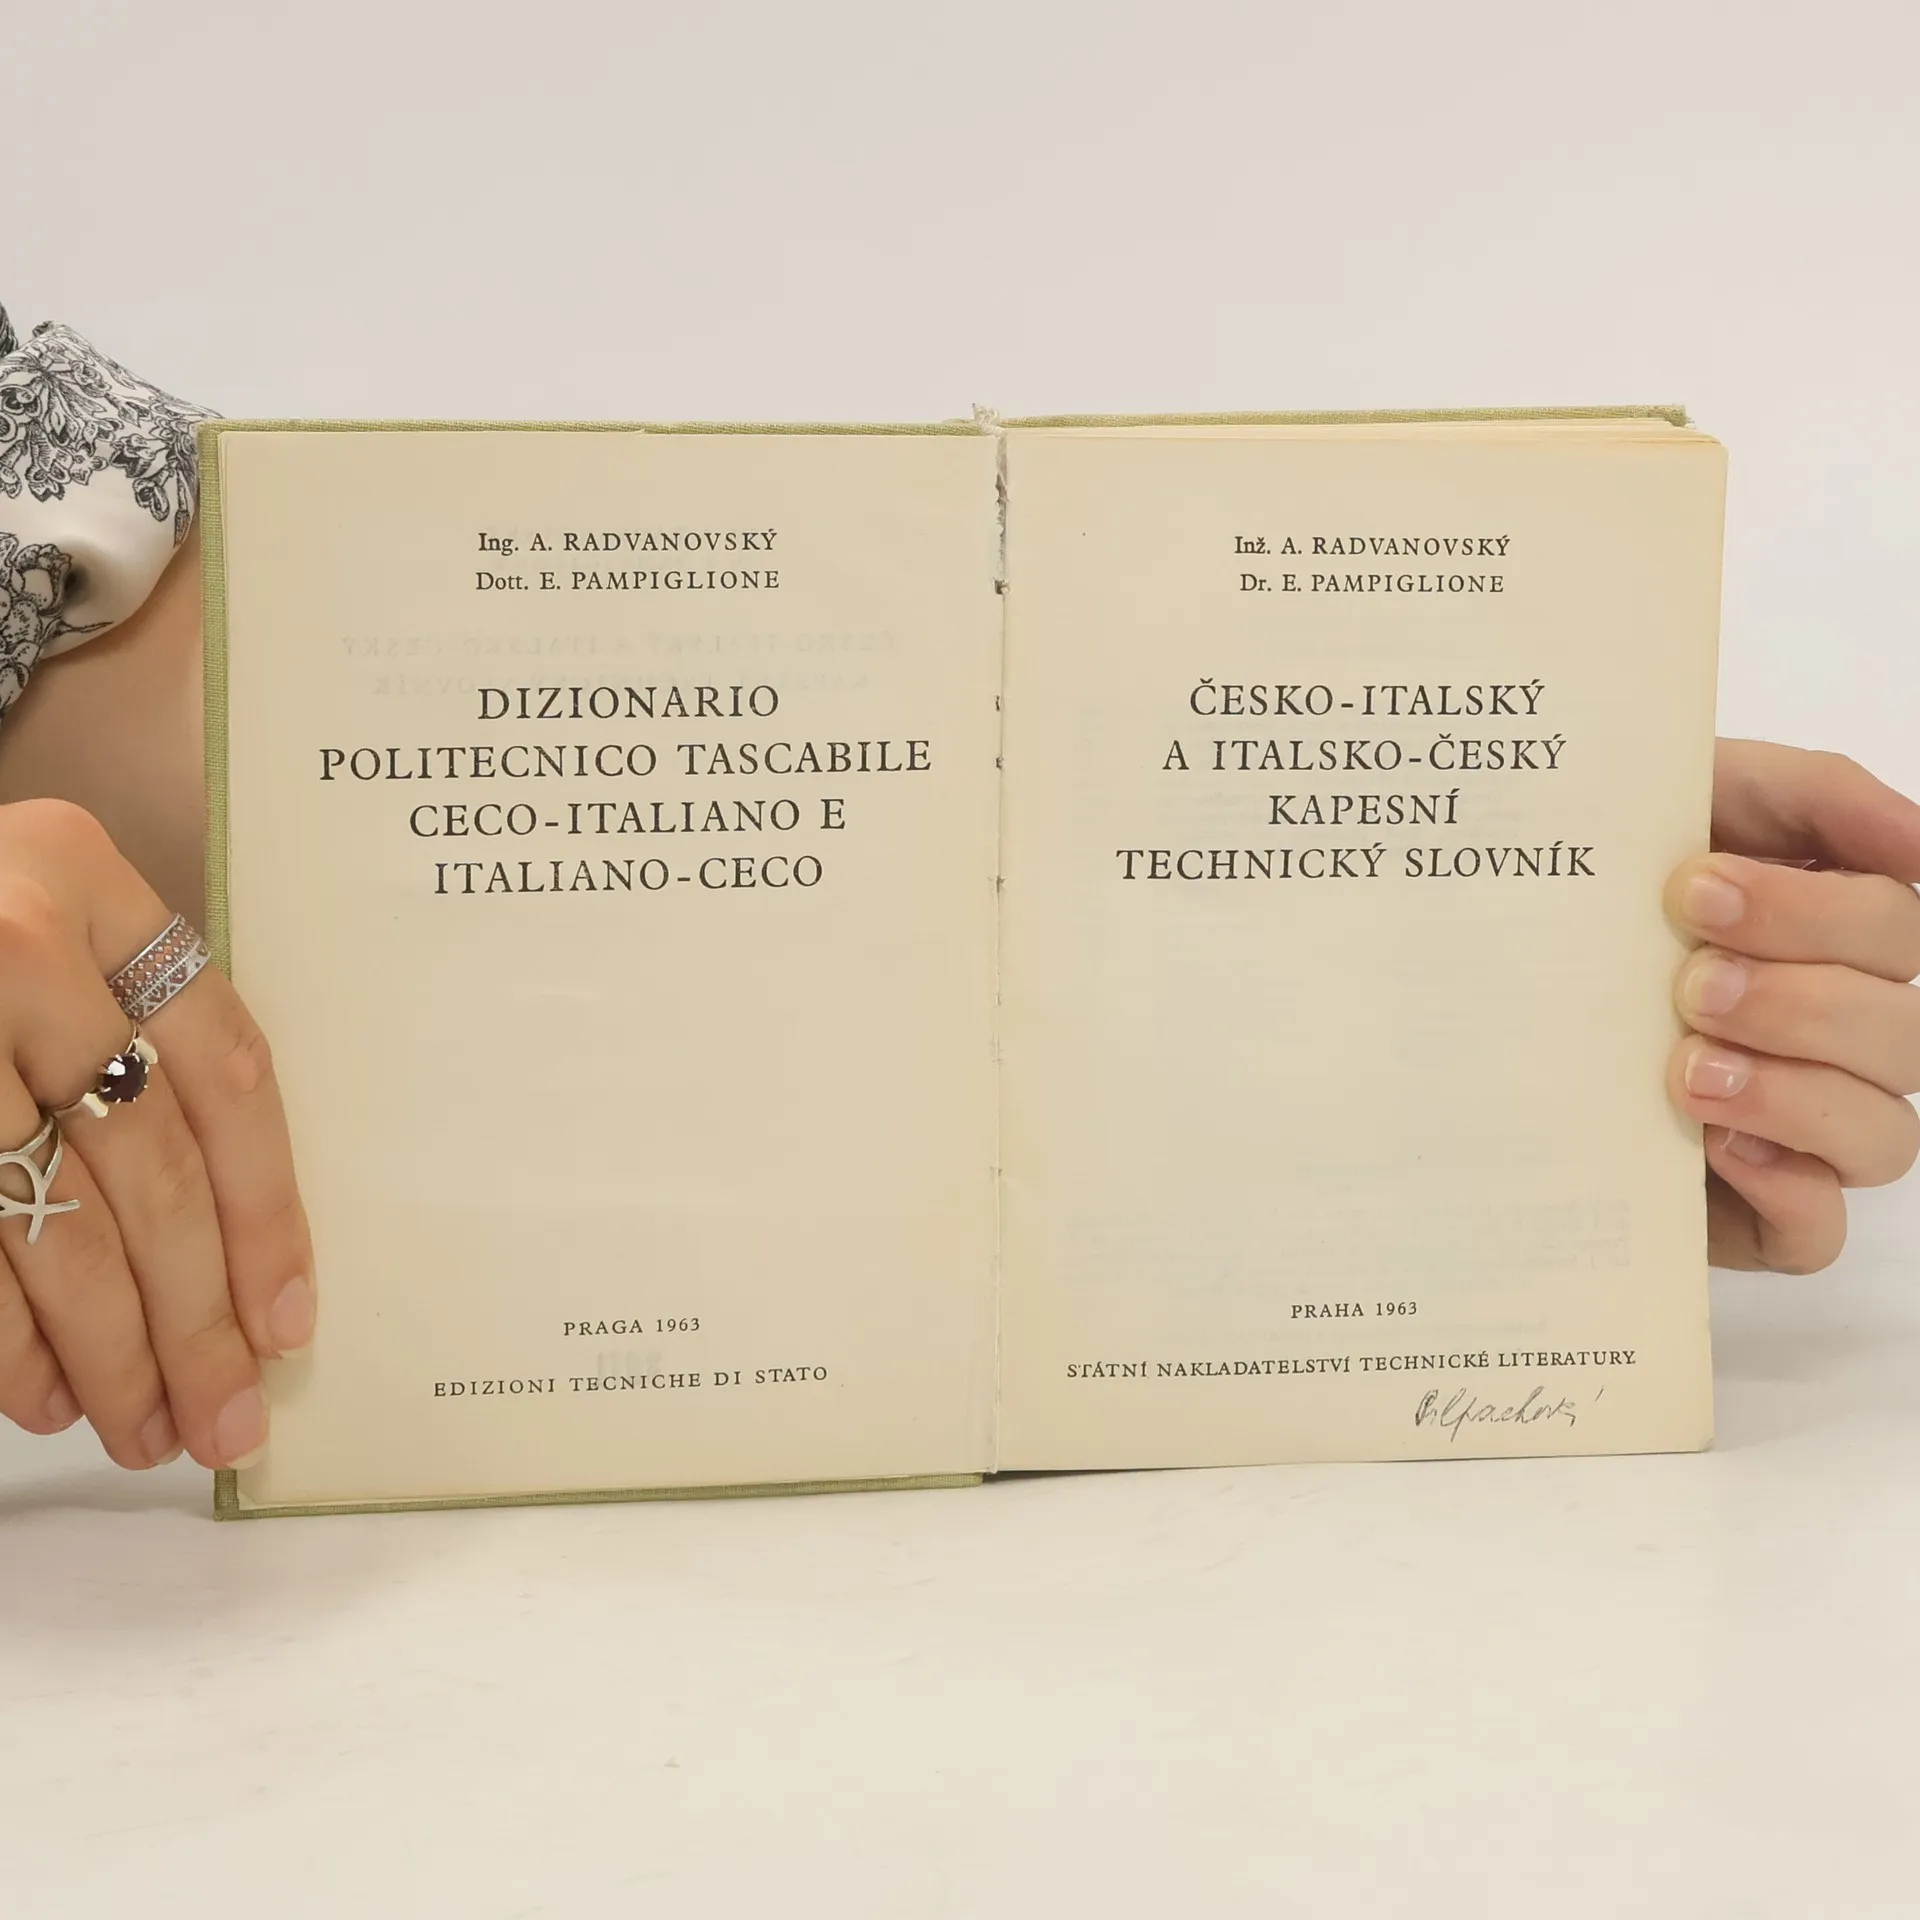 Ing. A. RADVANOVSKÝ
Dott. E. PAMPIGLIONE
DIZIONARIO
POLITECNICO TASCABILE
CECO-ITALIANO E
ITALIANO-CECO
PRAGA 1963
EDIZIONI TECNICHE DI STATO
Inž. A. RADVANOVSKÝ
Dr. E. PAMPIGLIONE
ČESKO-ITALSKÝ
A ITALSKO-ČESKÝ
KAPESNÍ
TECHNICKÝ SLOVNÍK
PRAHA 1963
STÁTNÍ NAKLADATELSTVÍ TECHNICKÉ LITERATURY